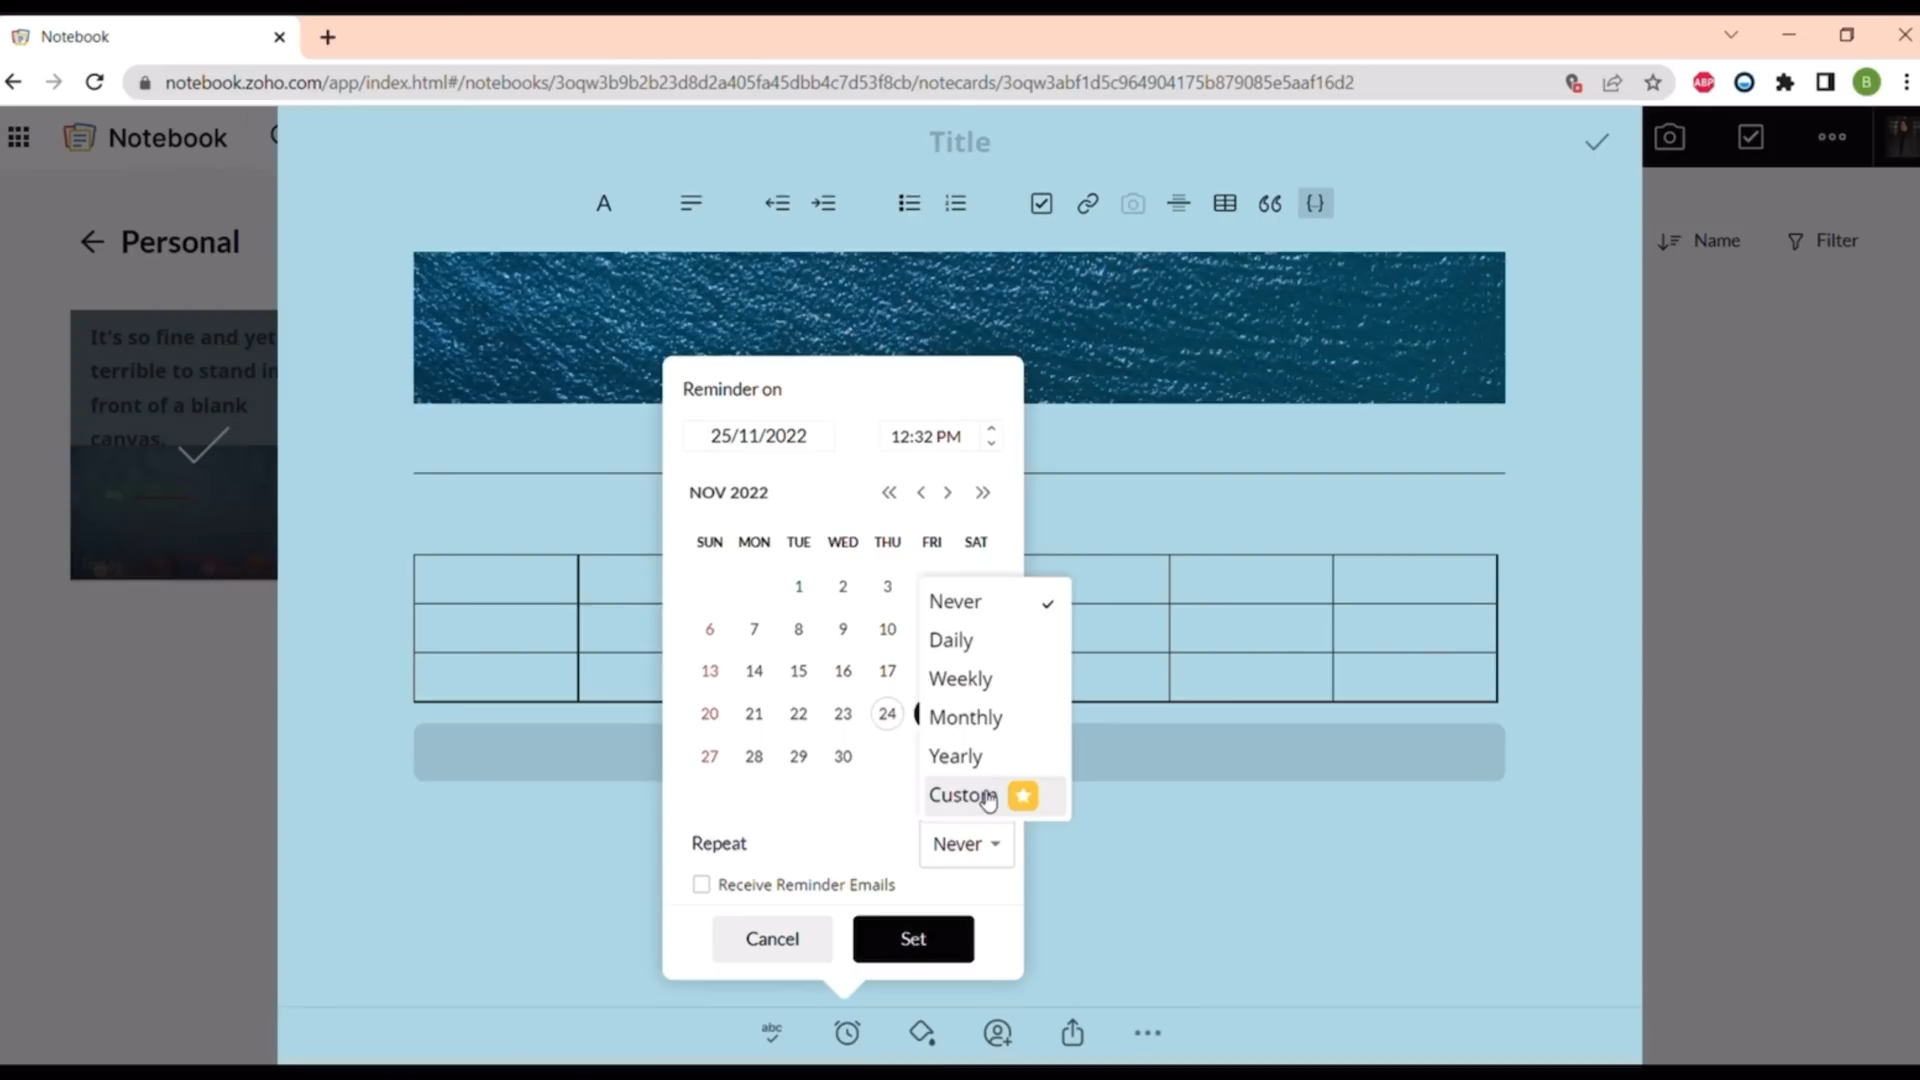 Notebook
notebook.zoho.com/app/index.html#/notebooks/3oqw3b9b2b23d8d2a405fa45dbb4c7d53f8cb/notecards/3oqw3abf1d5c964904175b879085e5aaf16d2
ABP
B
Notebook
Title
A
Personal
Name
Filter
It's so fine and yet
terrible to stand in
front of a blank
canvas.
Reminder on
25/11/2022 12:32 PM
NOV 2022
SUN MON TUE WED THU FRI SAT
1 2 3
6 7 8 9 10
13 14 15 16 17
20 21 22 23 24
27 28 29 30
Never
Daily
Weekly
Monthly
Yearly
Custom
Repeat Never
Receive Reminder Emails
Cancel Set
abc